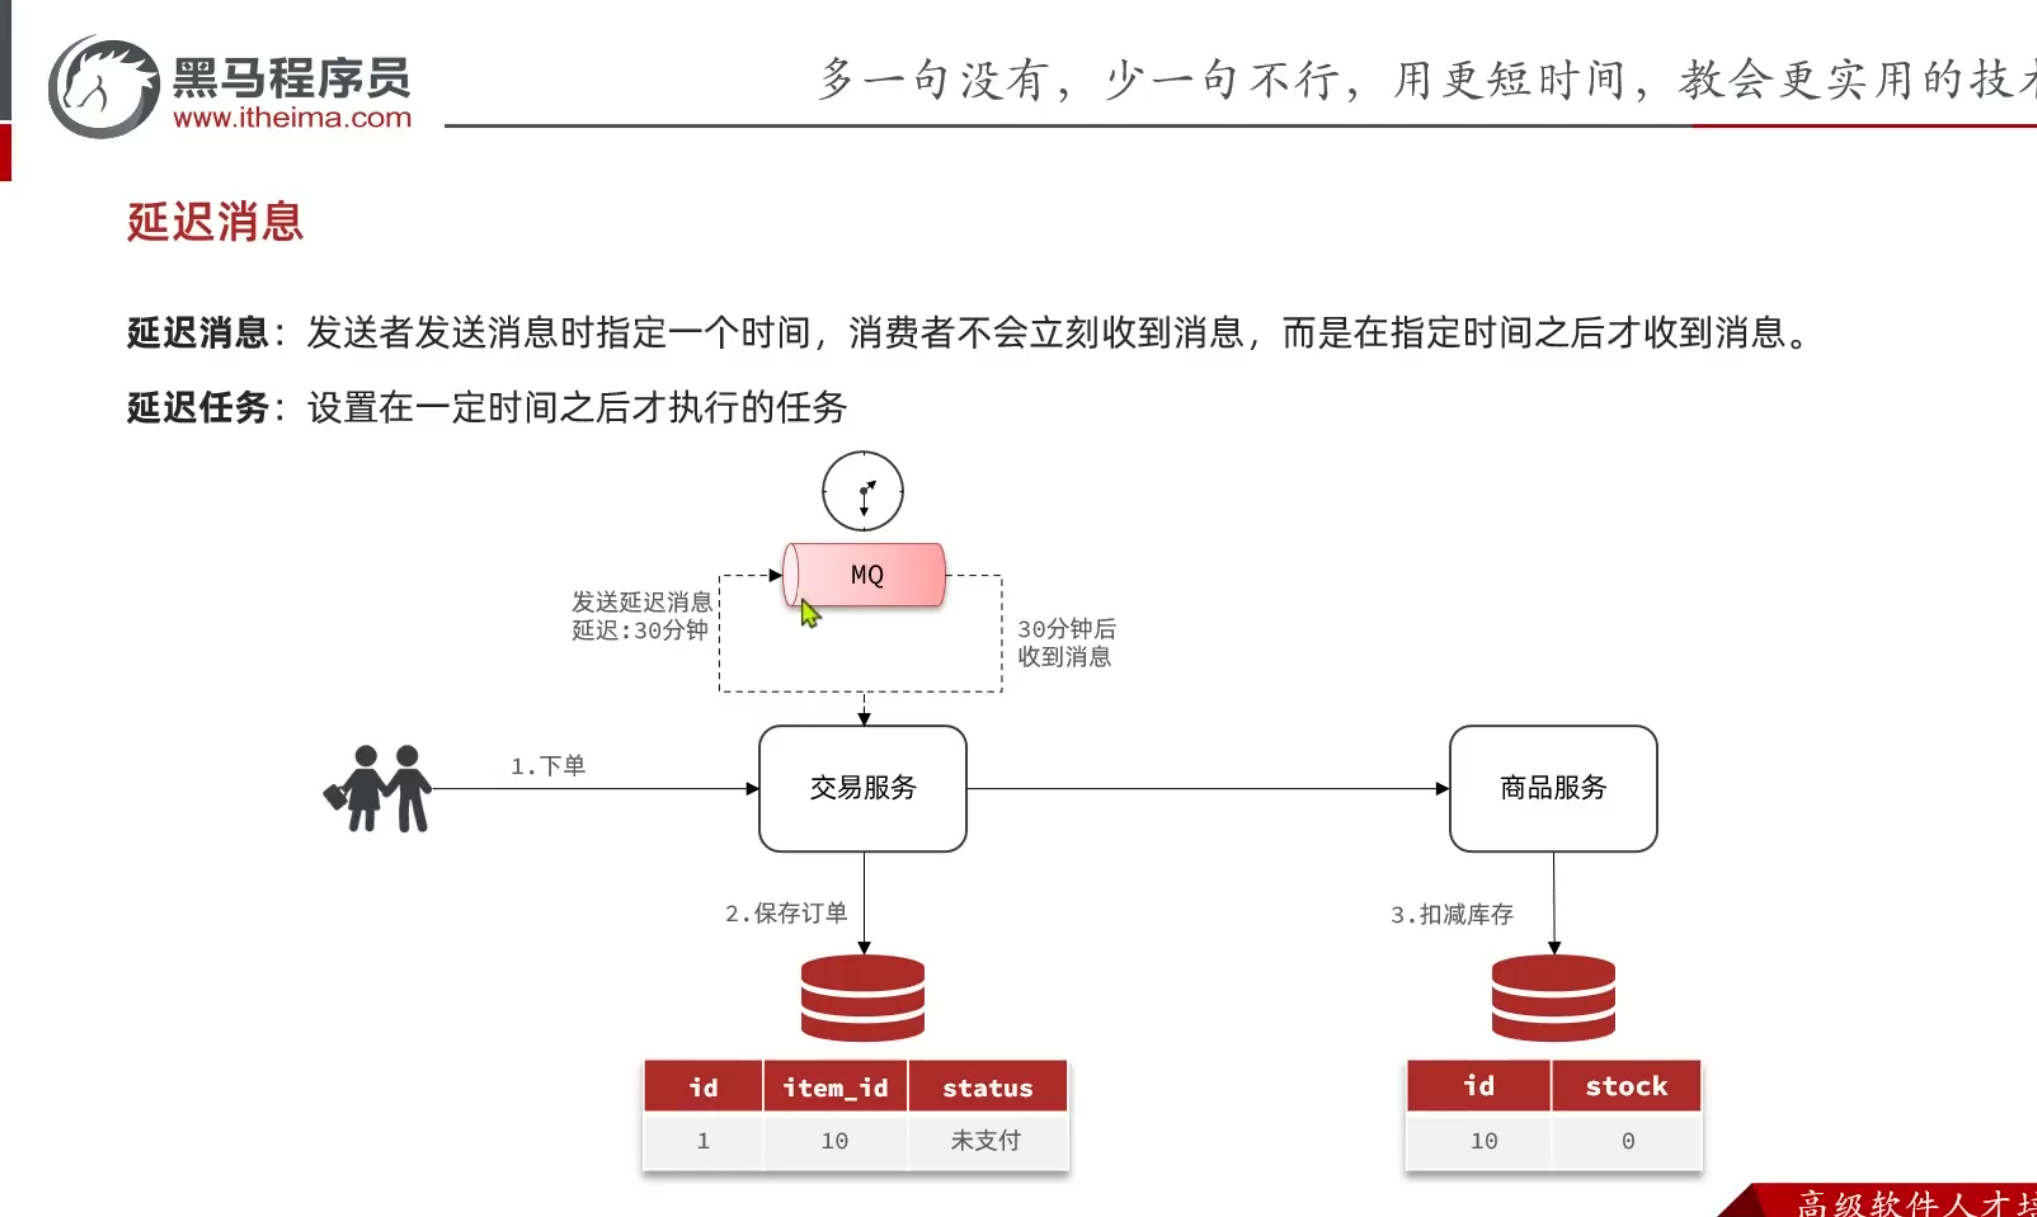 黑马程序员
www.itheima.com
多一句没有，少一句不行，用更短时间，教会更实用的技
延迟消息
延迟消息：发送者发送消息时指定一个时间，消费者不会立刻收到消息，而是在指定时间之后才收到消息。
延迟任务：设置在一定时间之后才执行的任务
MQ
发送延迟消息
延迟:30分钟
30分钟后
收到消息
1.下单
交易服务
商品服务
2.保存订单
3.扣减库存
id item_id status
1 10 未支付
id stock
10 0
高级软件人才